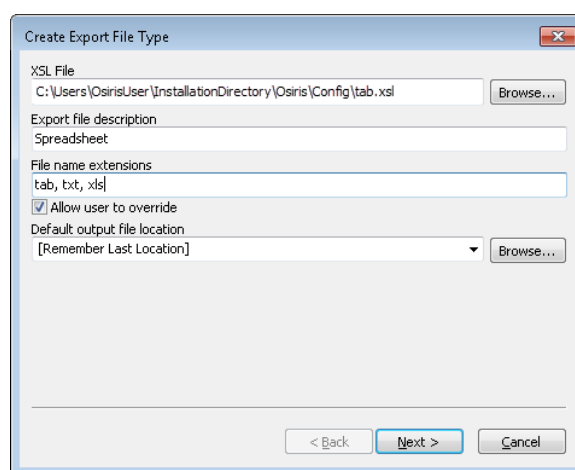 Create Export File Type
XSL File
C:\Users\OsirisUser\InstallationDirectory\Osiris\Config\tab.xsl
Browse...
Export file description
Spreadsheet
File name extensions
tab, txt, xls
Allow user to override
Default output file location
[Remember Last Location]
Browse...
< Back
Next >
Cancel